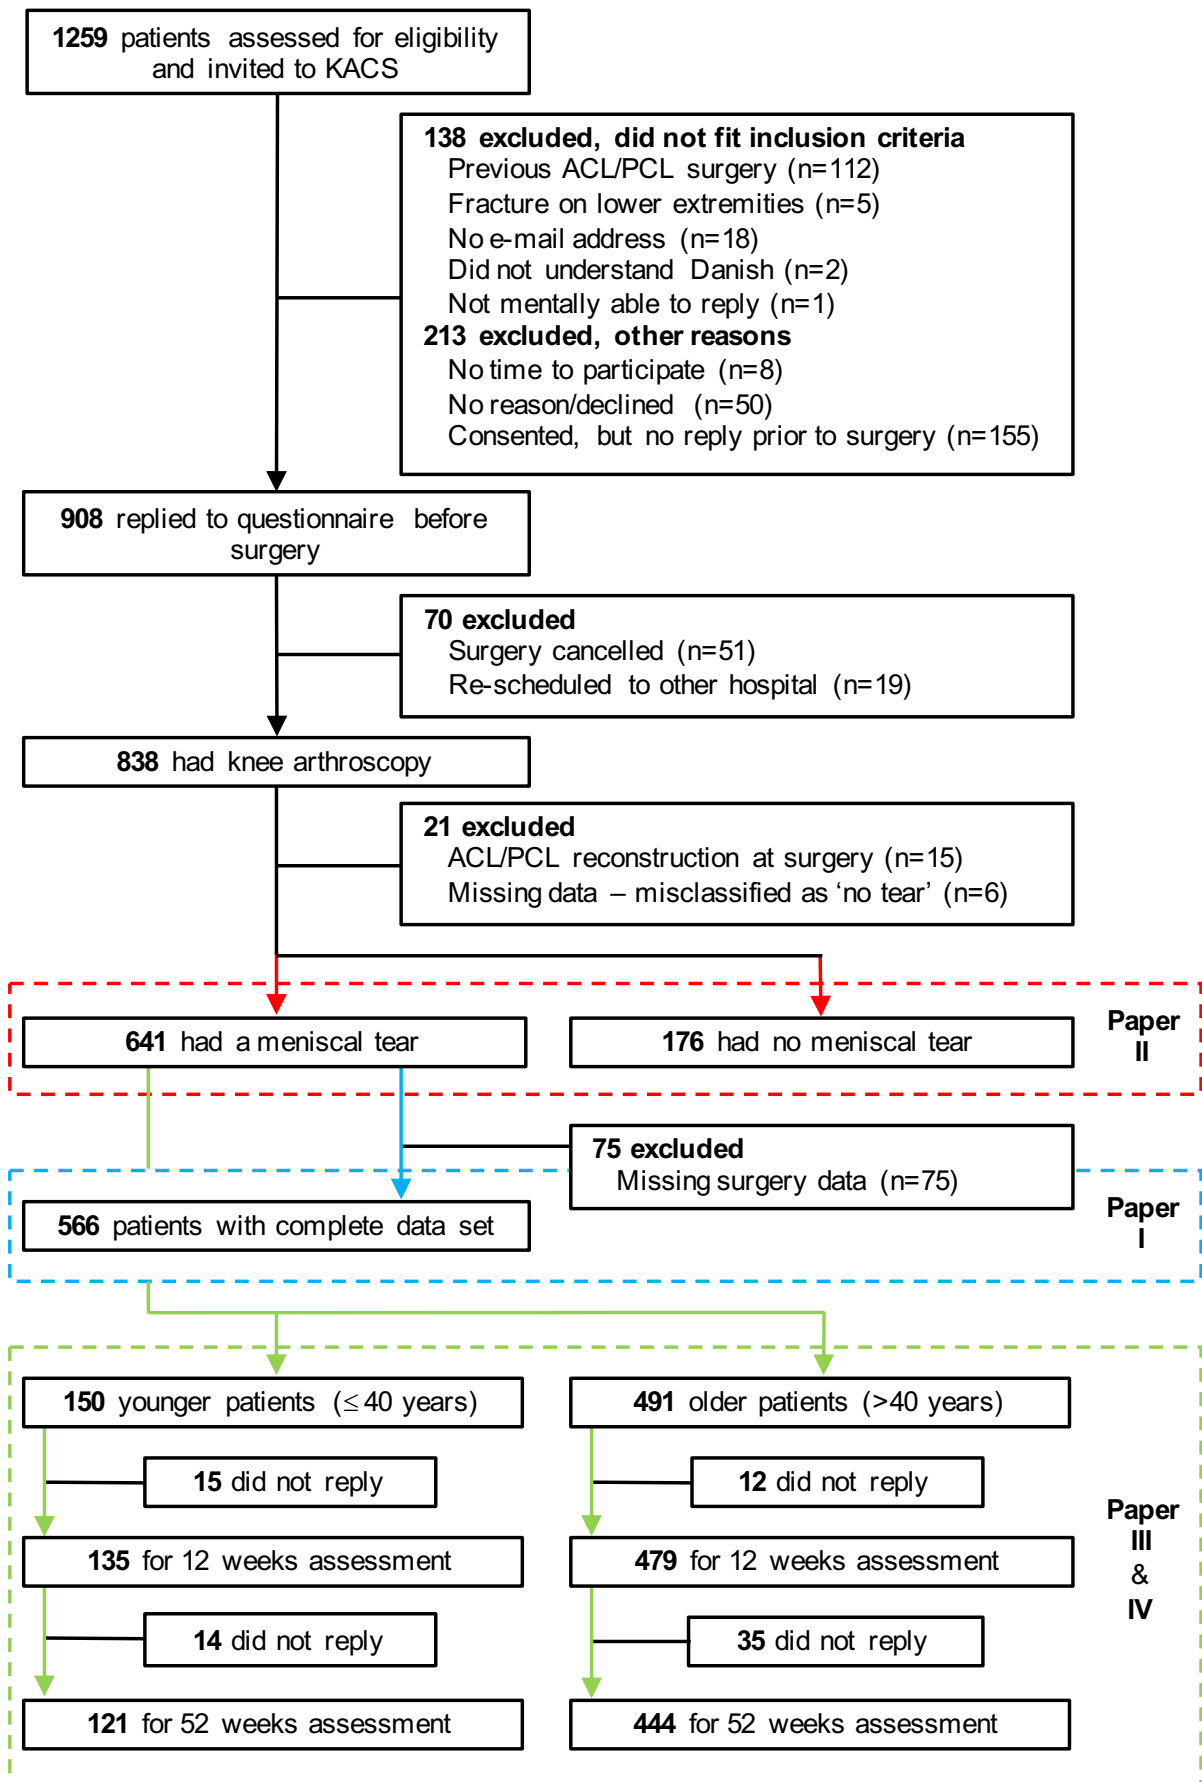 1259 patients assessed for eligibility
and invited to KACS
138 excluded, did not fit inclusion criteria
Previous ACL/PCL surgery (n=112)
Fracture on lower extremities (n=5)
No e-mail address (n=18)
Did not understand Danish (n=2)
Not mentally able to reply (n=1)
213 excluded, other reasons
No time to participate (n=8)
No reason/declined (n=50)
Consented, but no reply prior to surgery (n=155)
908 replied to questionnaire before
surgery
70 excluded
Surgery cancelled (n=51)
Re-scheduled to other hospital (n=19)
838 had knee arthroscopy
21 excluded
ACL/PCL reconstruction at surgery (n=15)
Missing data – misclassified as ‘no tear’ (n=6)
641 had a meniscal tear
176 had no meniscal tear
Paper
II
75 excluded
Missing surgery data (n=75)
566 patients with complete data set
Paper
I
150 younger patients (≤ 40 years)
491 older patients (>40 years)
15 did not reply
12 did not reply
135 for 12 weeks assessment
479 for 12 weeks assessment
Paper
III
&
IV
14 did not reply
35 did not reply
121 for 52 weeks assessment
444 for 52 weeks assessment